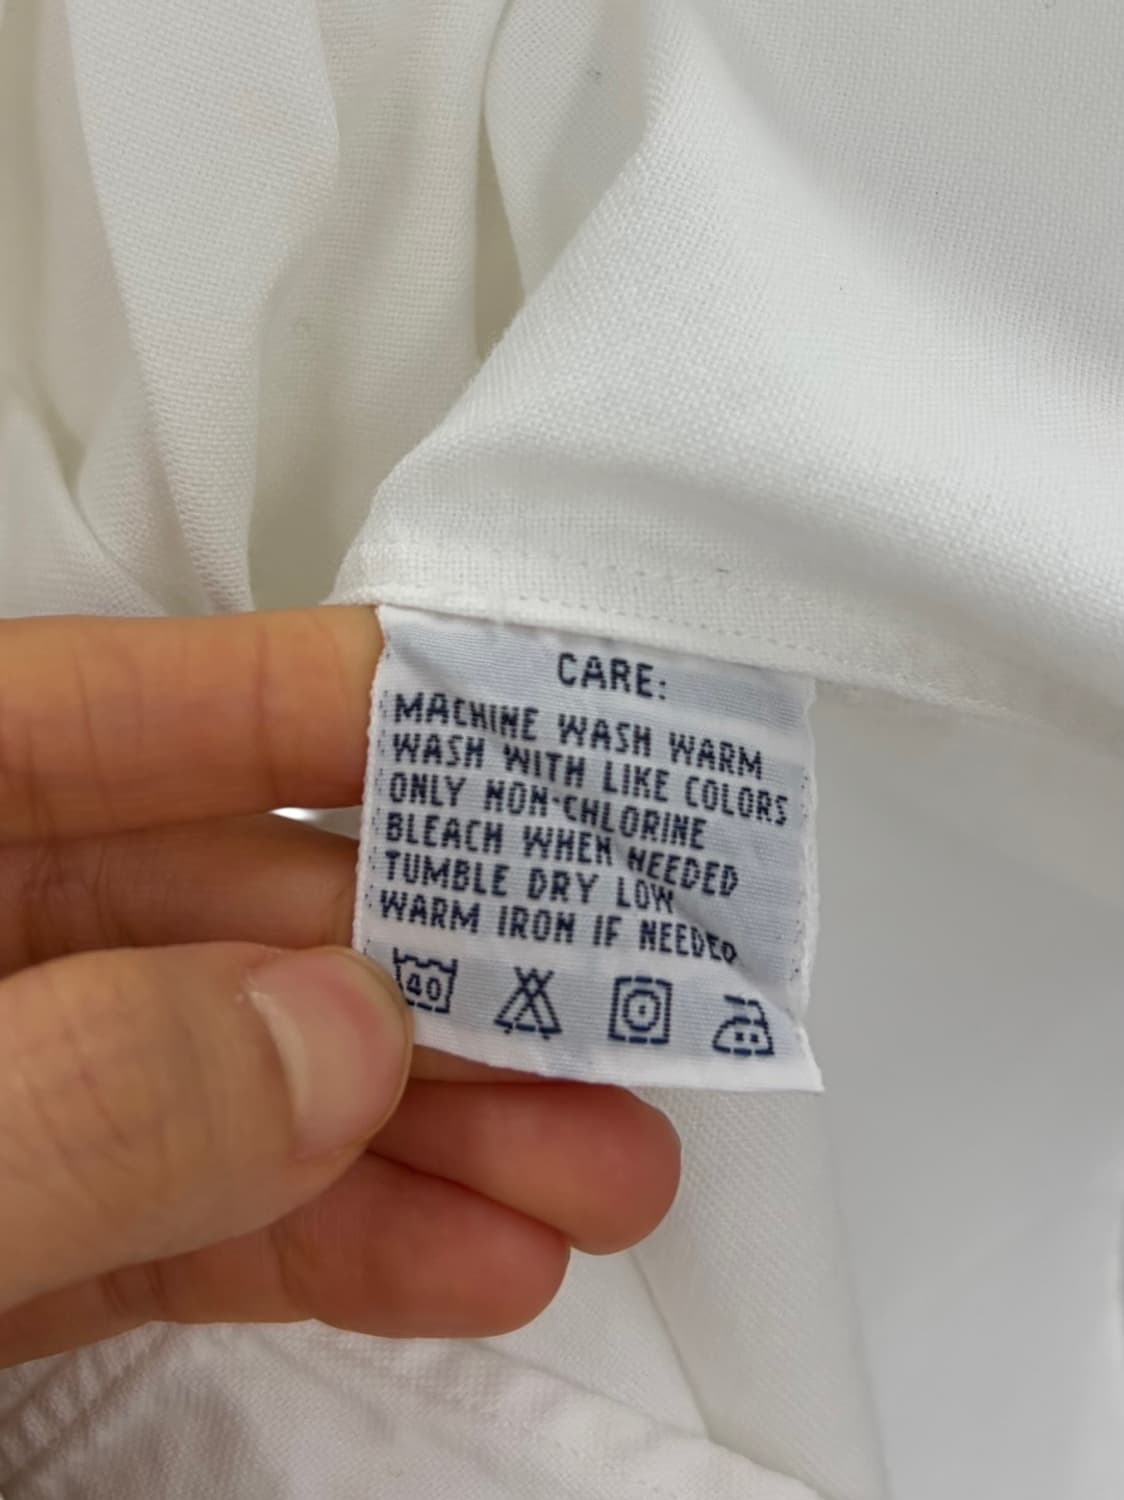 CARE:
MACHINE WASH WARM
WASH WITH LIKE COLORS
ONLY NON-CHLORINE
BLEACH WHEN NEEDED
TUMBLE DRY LOW
WARM IRON IF NEEDED
40